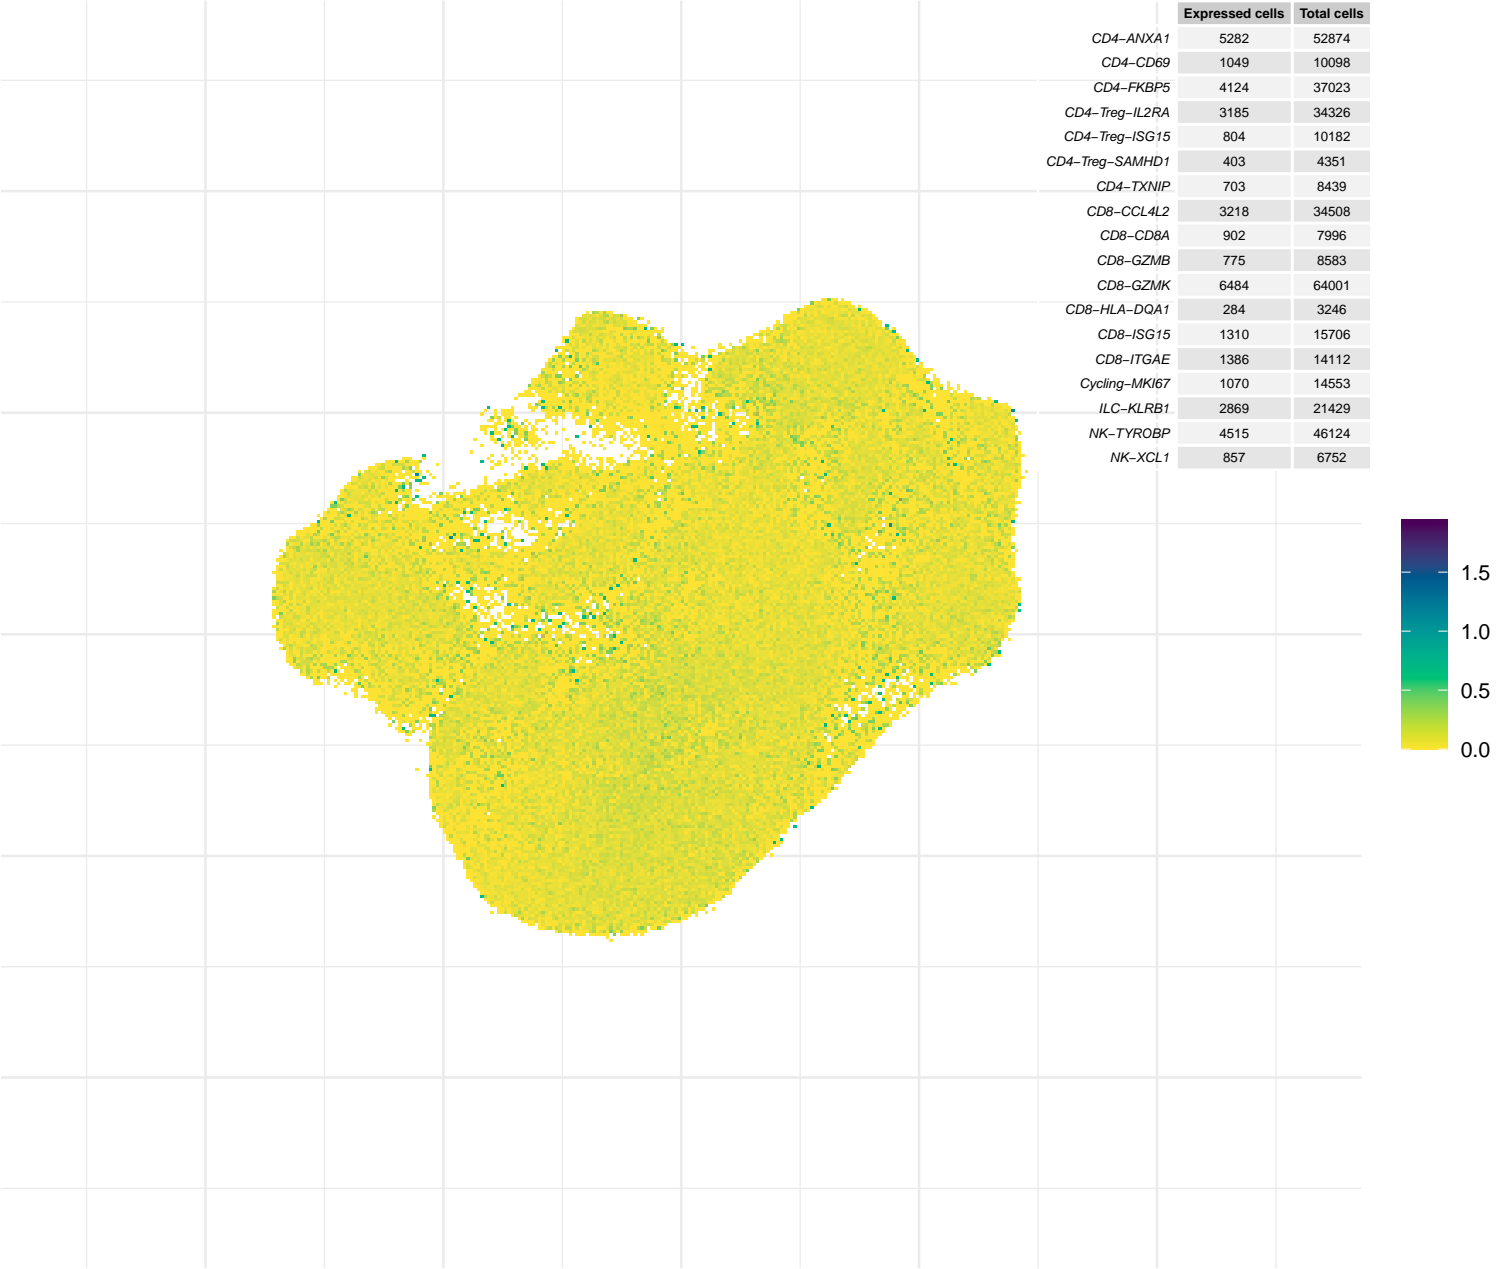 Expressed cells Total cells
CD4−ANXA1 5282 52874
CD4−CD69 1049 10098
CD4−FKBP5 4124 37023
CD4−Treg−IL2RA 3185 34326
CD4−Treg−ISG15 804 10182
CD4−Treg−SAMHD1 403 4351
CD4−TXNIP 703 8439
CD8−CCL4L2 3218 34508
CD8−CD8A 902 7996
CD8−GZMB 775 8583
CD8−GZMK 6484 64001
CD8−HLA−DQA1 284 3246
CD8−ISG15 1310 15706
CD8−ITGAE 1386 14112
Cycling−MKI67 1070 14553
ILC−KLRB1 2869 21429
NK−TYROBP 4515 46124
NK−XCL1 857 6752
1.5
1.0
0.5
0.0